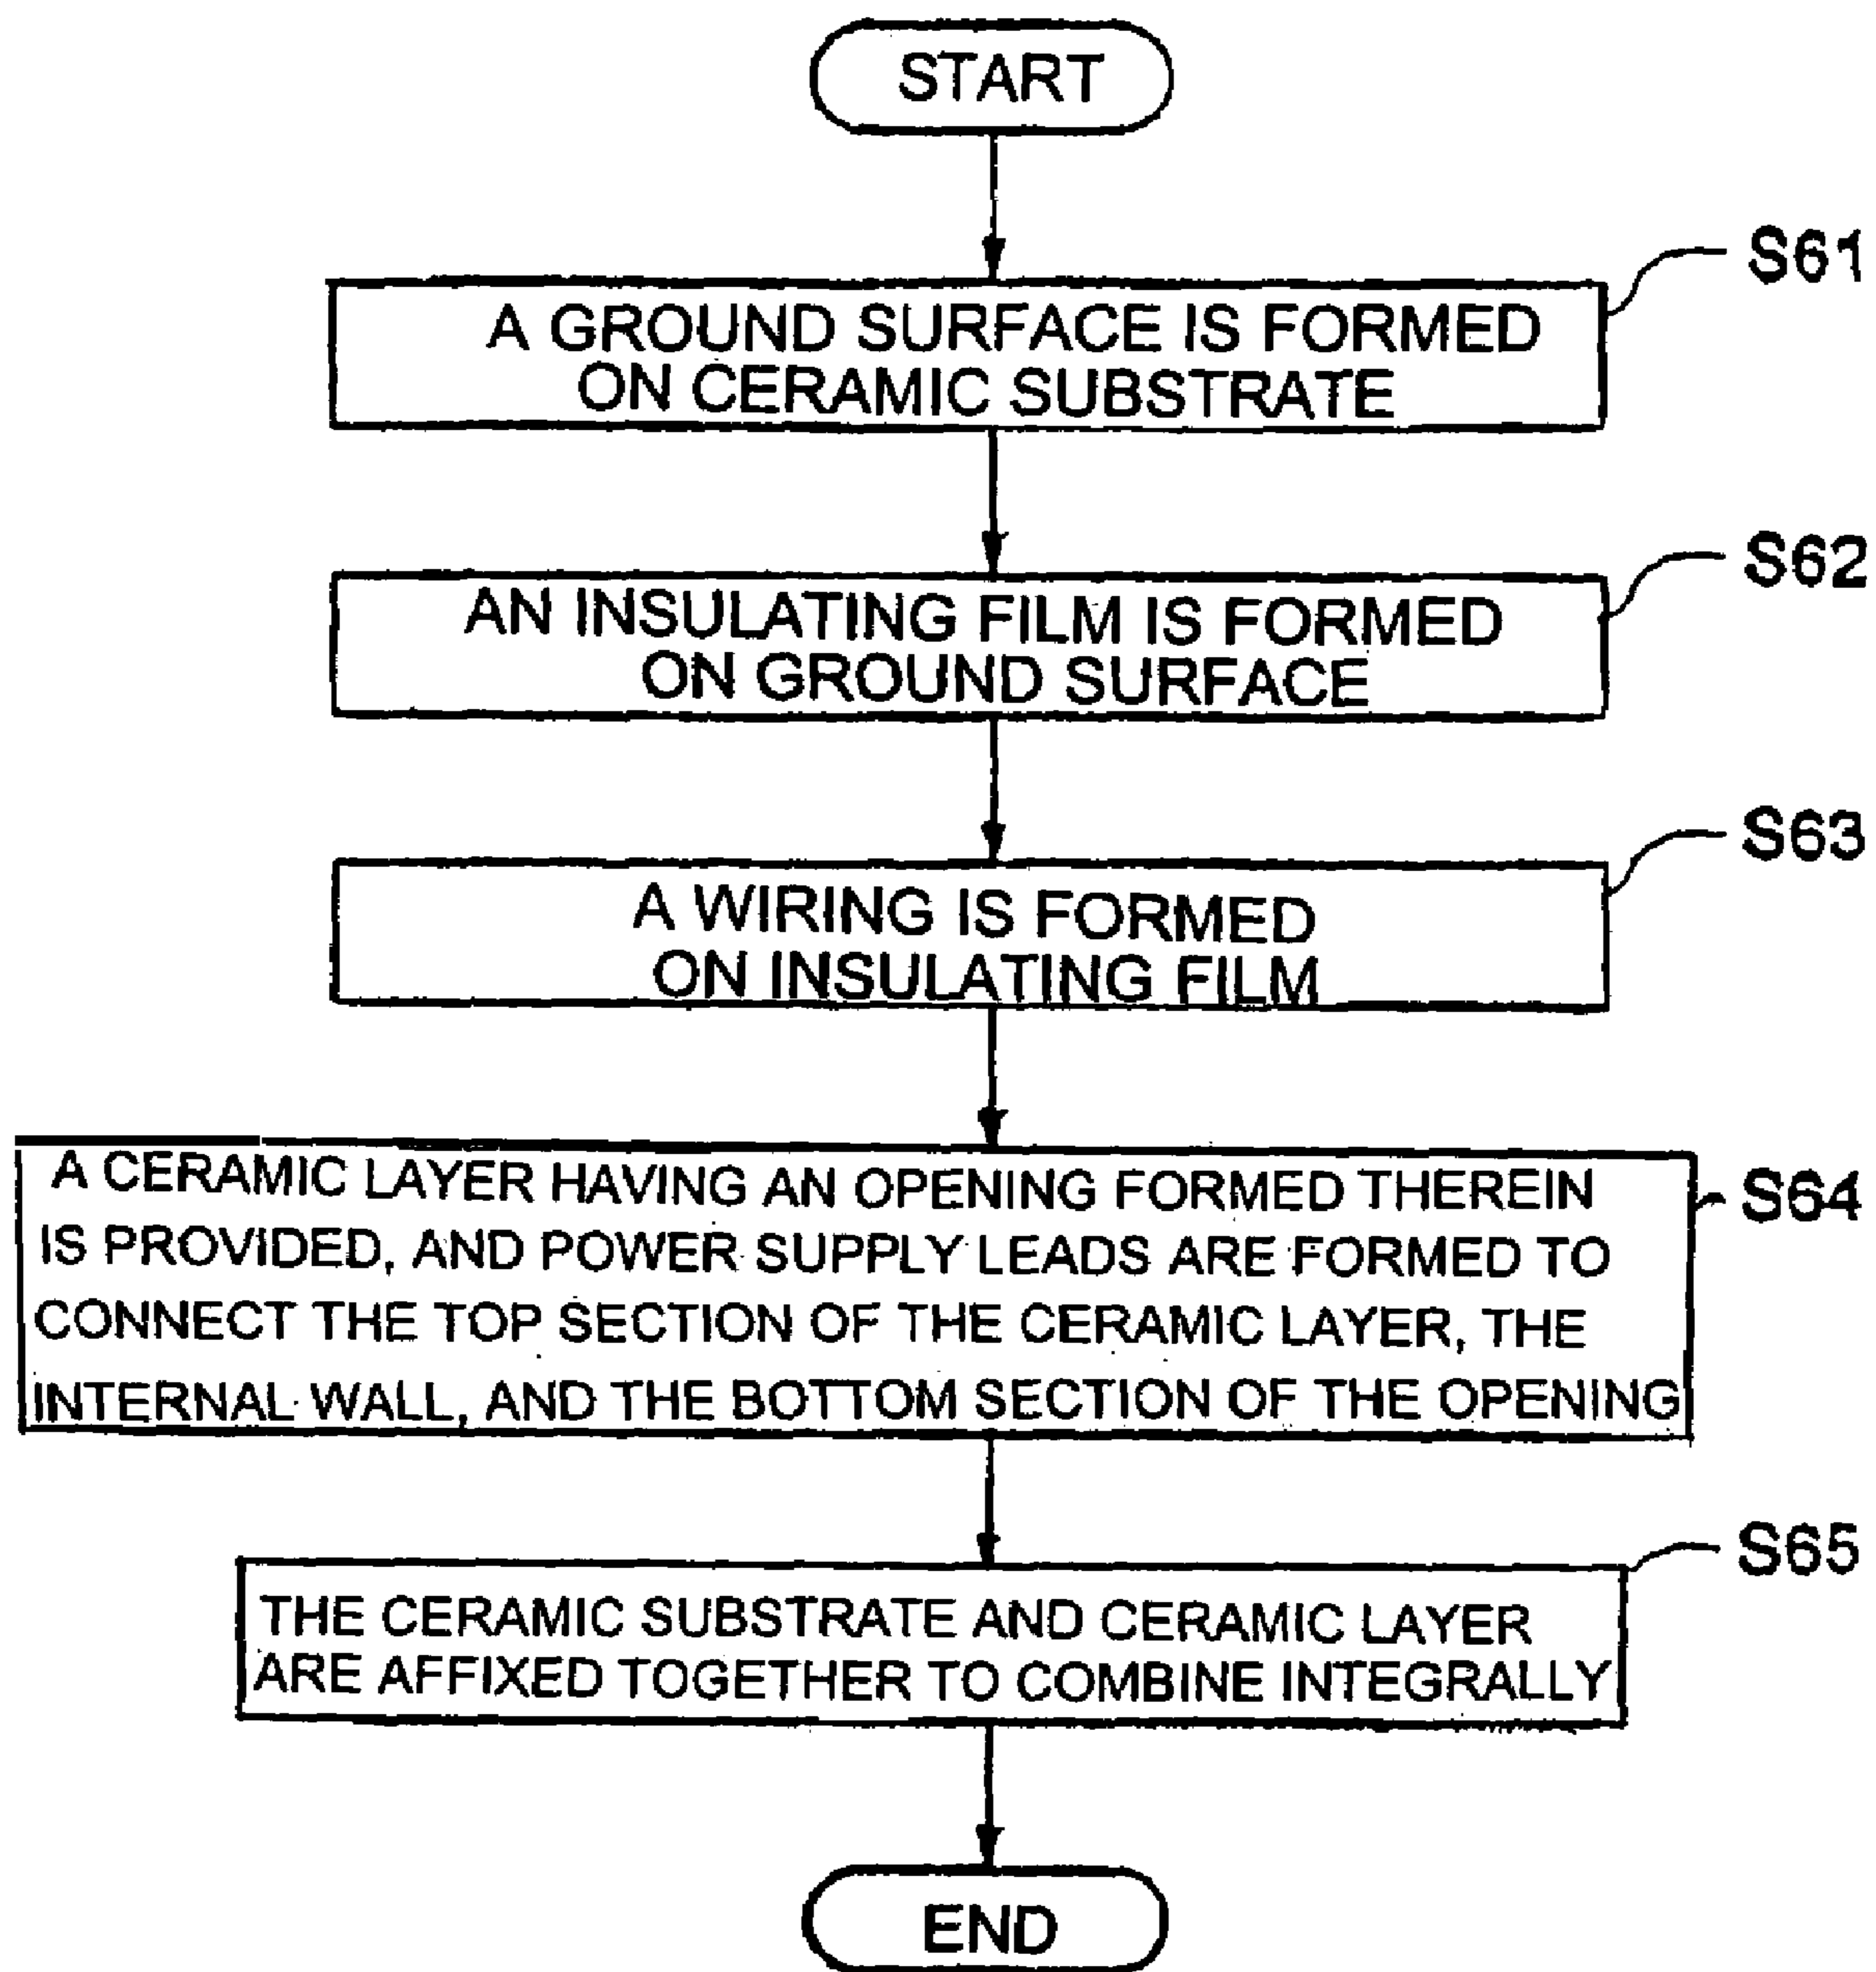 START
S61
A GROUND SURFACE IS FORMED
ON CERAMIC SUBSTRATE
S62
AN INSULATING FILM IS FORMED
ON GROUND SURFACE
S63
A WIRING IS FORMED
ON INSULATING FILM
S64
A CERAMIC LAYER HAVING AN OPENING FORMED THEREIN
IS PROVIDED, AND POWER SUPPLY LEADS ARE FORMED TO
CONNECT THE TOP SECTION OF THE CERAMIC LAYER, THE
INTERNAL WALL, AND THE BOTTOM SECTION OF THE OPENING
S65
THE CERAMIC SUBSTRATE AND CERAMIC LAYER
ARE AFFIXED TOGETHER TO COMBINE INTEGRALLY
END